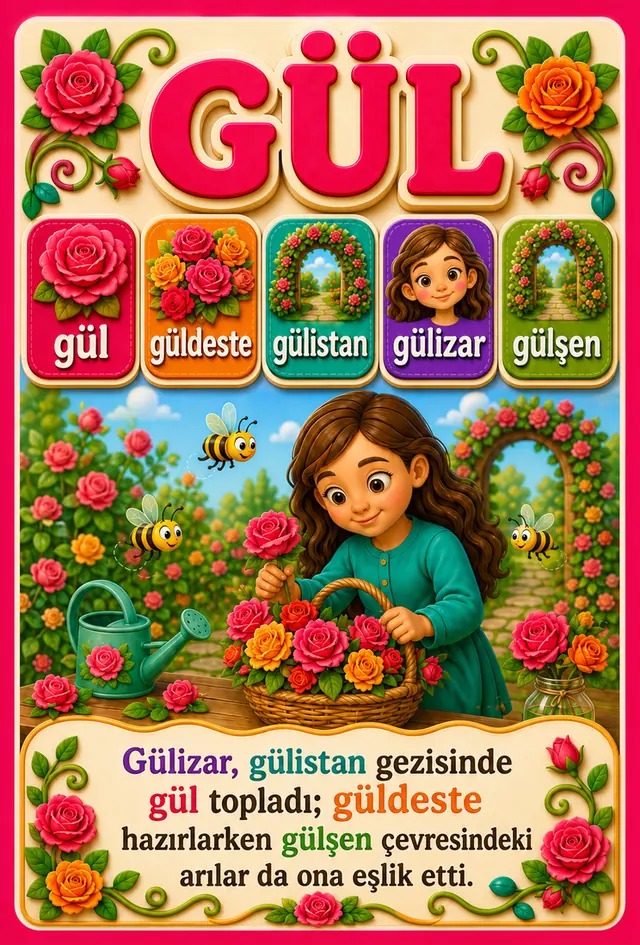 GÜL
gül
güldeste
gülistan
gülizar
gülşen
Gülizar, gülistan gezisinde
gül topladı; güldeste
hazırlarken gülşen çevresindeki
arılar da ona eşlik etti.